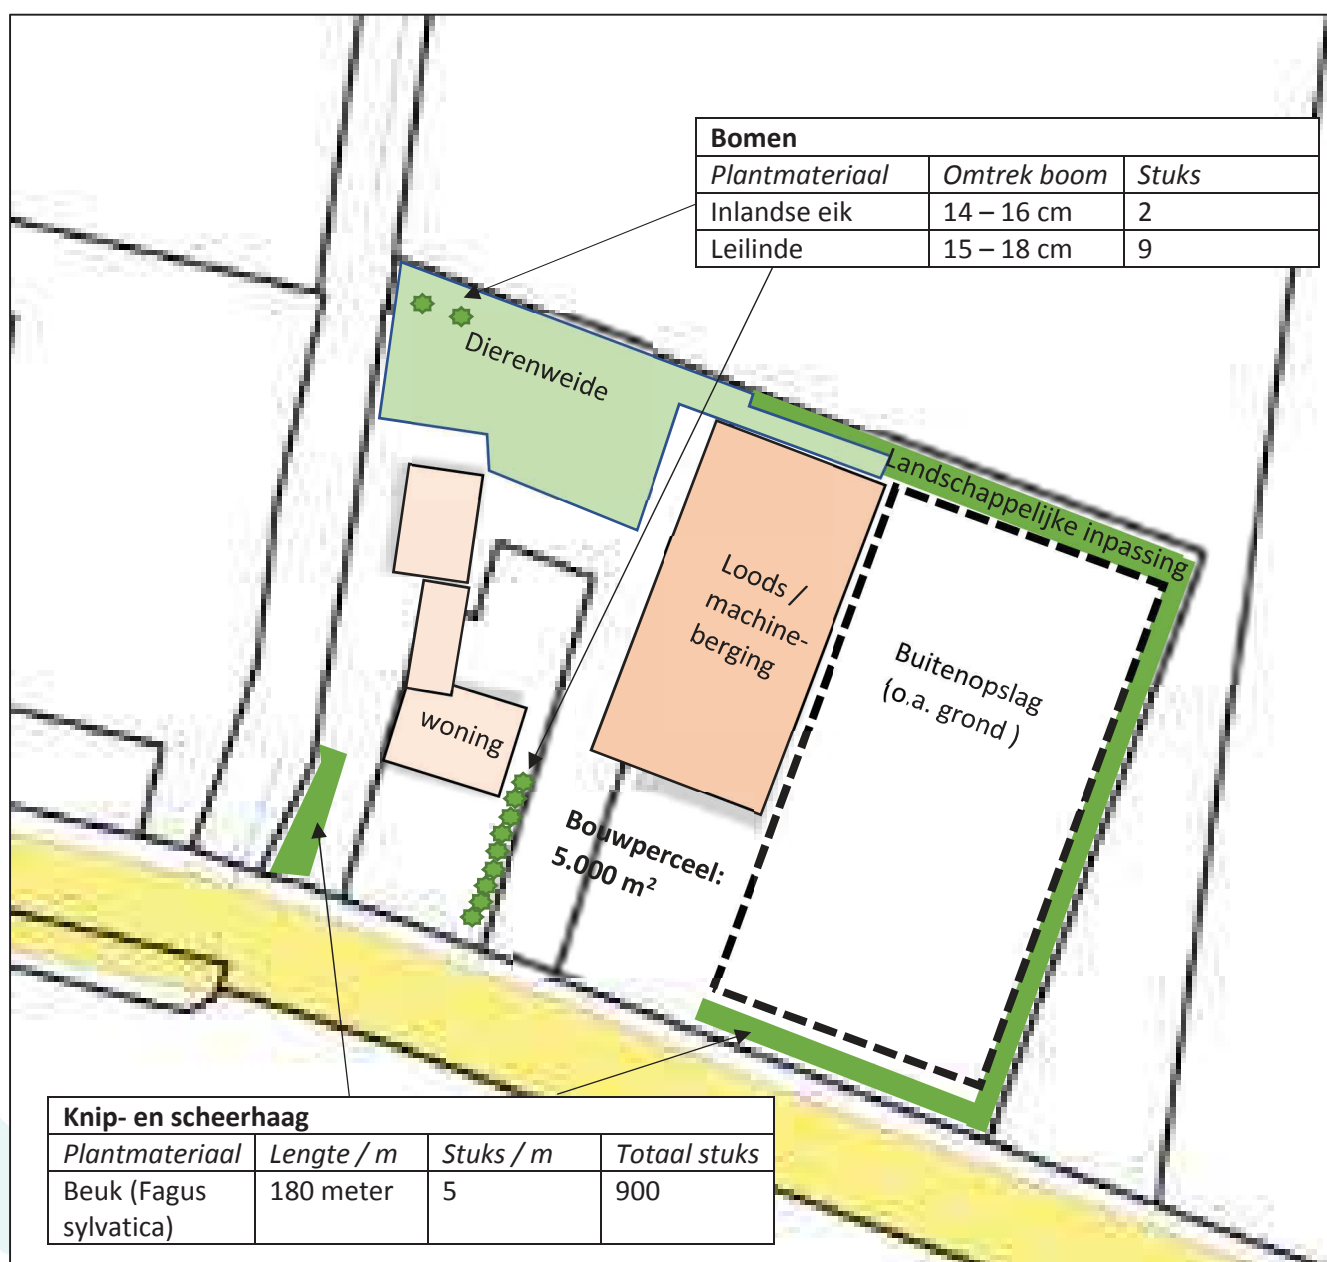 Bomen
Plantmateriaal Omtrek boom Stuks
Inlandse eik 14 – 16 cm 2
Leilinde 15 – 18 cm 9
Dierenweide
Landschappelijke inpassing
Loods /
machine-
berging
Buitenopslag
(o.a. grond )
woning
Bouwperceel:
5.000 m²
Knip- en scheerhaag
Plantmateriaal Lengte / m Stuks / m Totaal stuks
Beuk (Fagus 180 meter 5 900
sylvatica)